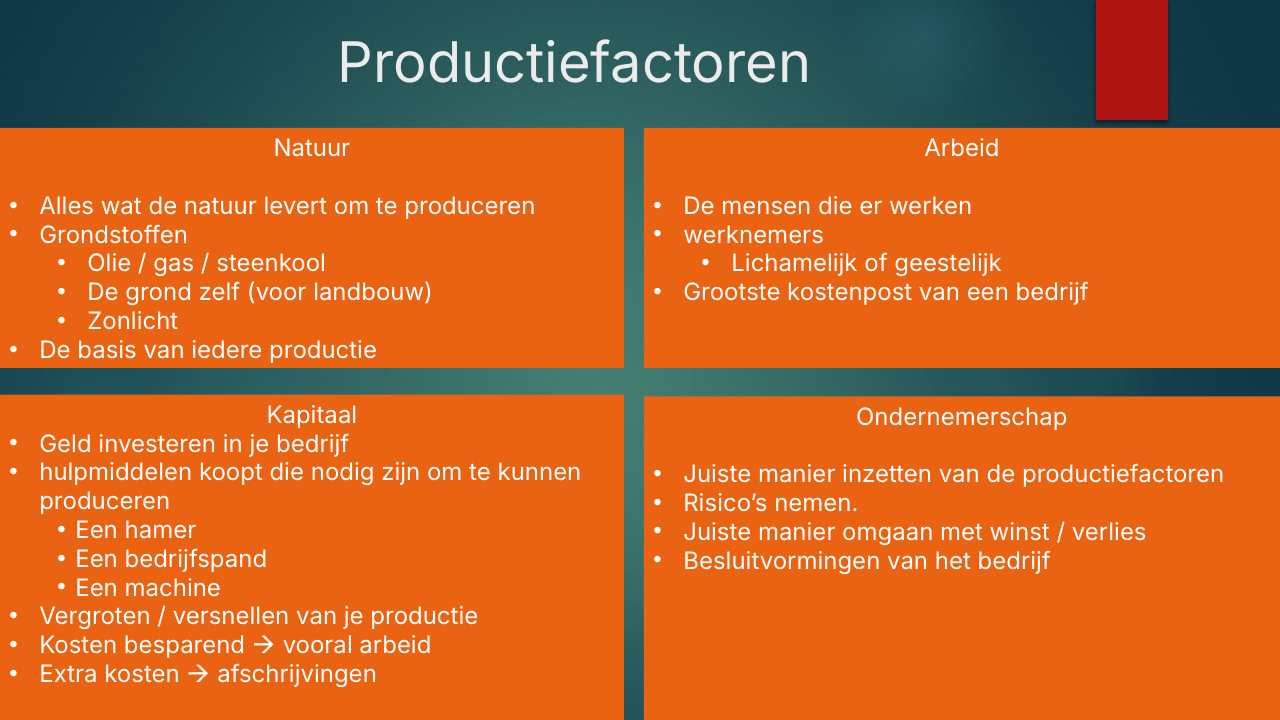 Productiefactoren
Natuur
• Alles wat de natuur levert om te produceren
• Grondstoffen
• Olie / gas / steenkool
• De grond zelf (voor landbouw)
• Zonlicht
• De basis van iedere productie
Arbeid
• De mensen die er werken
• werknemers
• Lichamelijk of geestelijk
• Grootste kostenpost van een bedrijf
Kapitaal
• Geld investeren in je bedrijf
• hulpmiddelen koopt die nodig zijn om te kunnen
produceren
• Een hamer
• Een bedrijfspand
• Een machine
• Vergroten / versnellen van je productie
• Kosten besparend → vooral arbeid
• Extra kosten → afschrijvingen
Ondernemerschap
• Juiste manier inzetten van de productiefactoren
• Risico’s nemen.
• Juiste manier omgaan met winst / verlies
• Besluitvormingen van het bedrijf